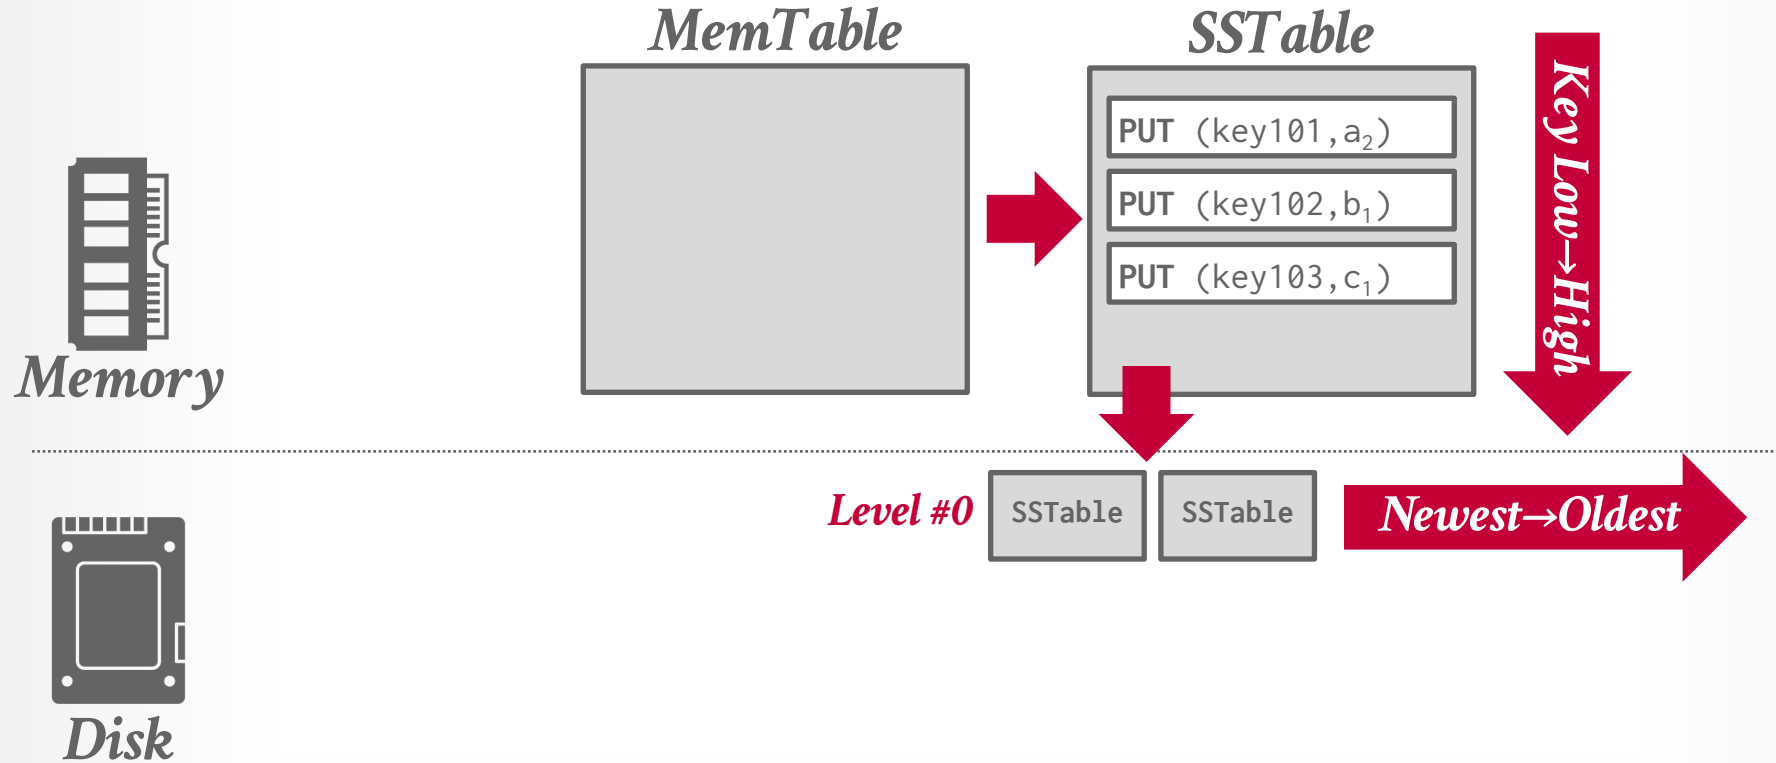 MemTable
SSTable
PUT (key101,a₂)
PUT (key102,b₁)
PUT (key103,c₁)
Key Low→High
Memory
Level #0
SSTable
SSTable
Newest→Oldest
Disk